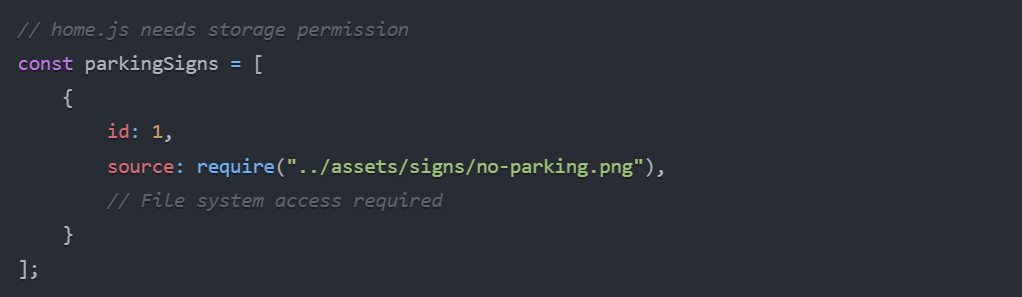 // home.js needs storage permission
const parkingSigns = [
    {
        id: 1,
        source: require("../assets/signs/no-parking.png"),
        // File system access required
    }
];